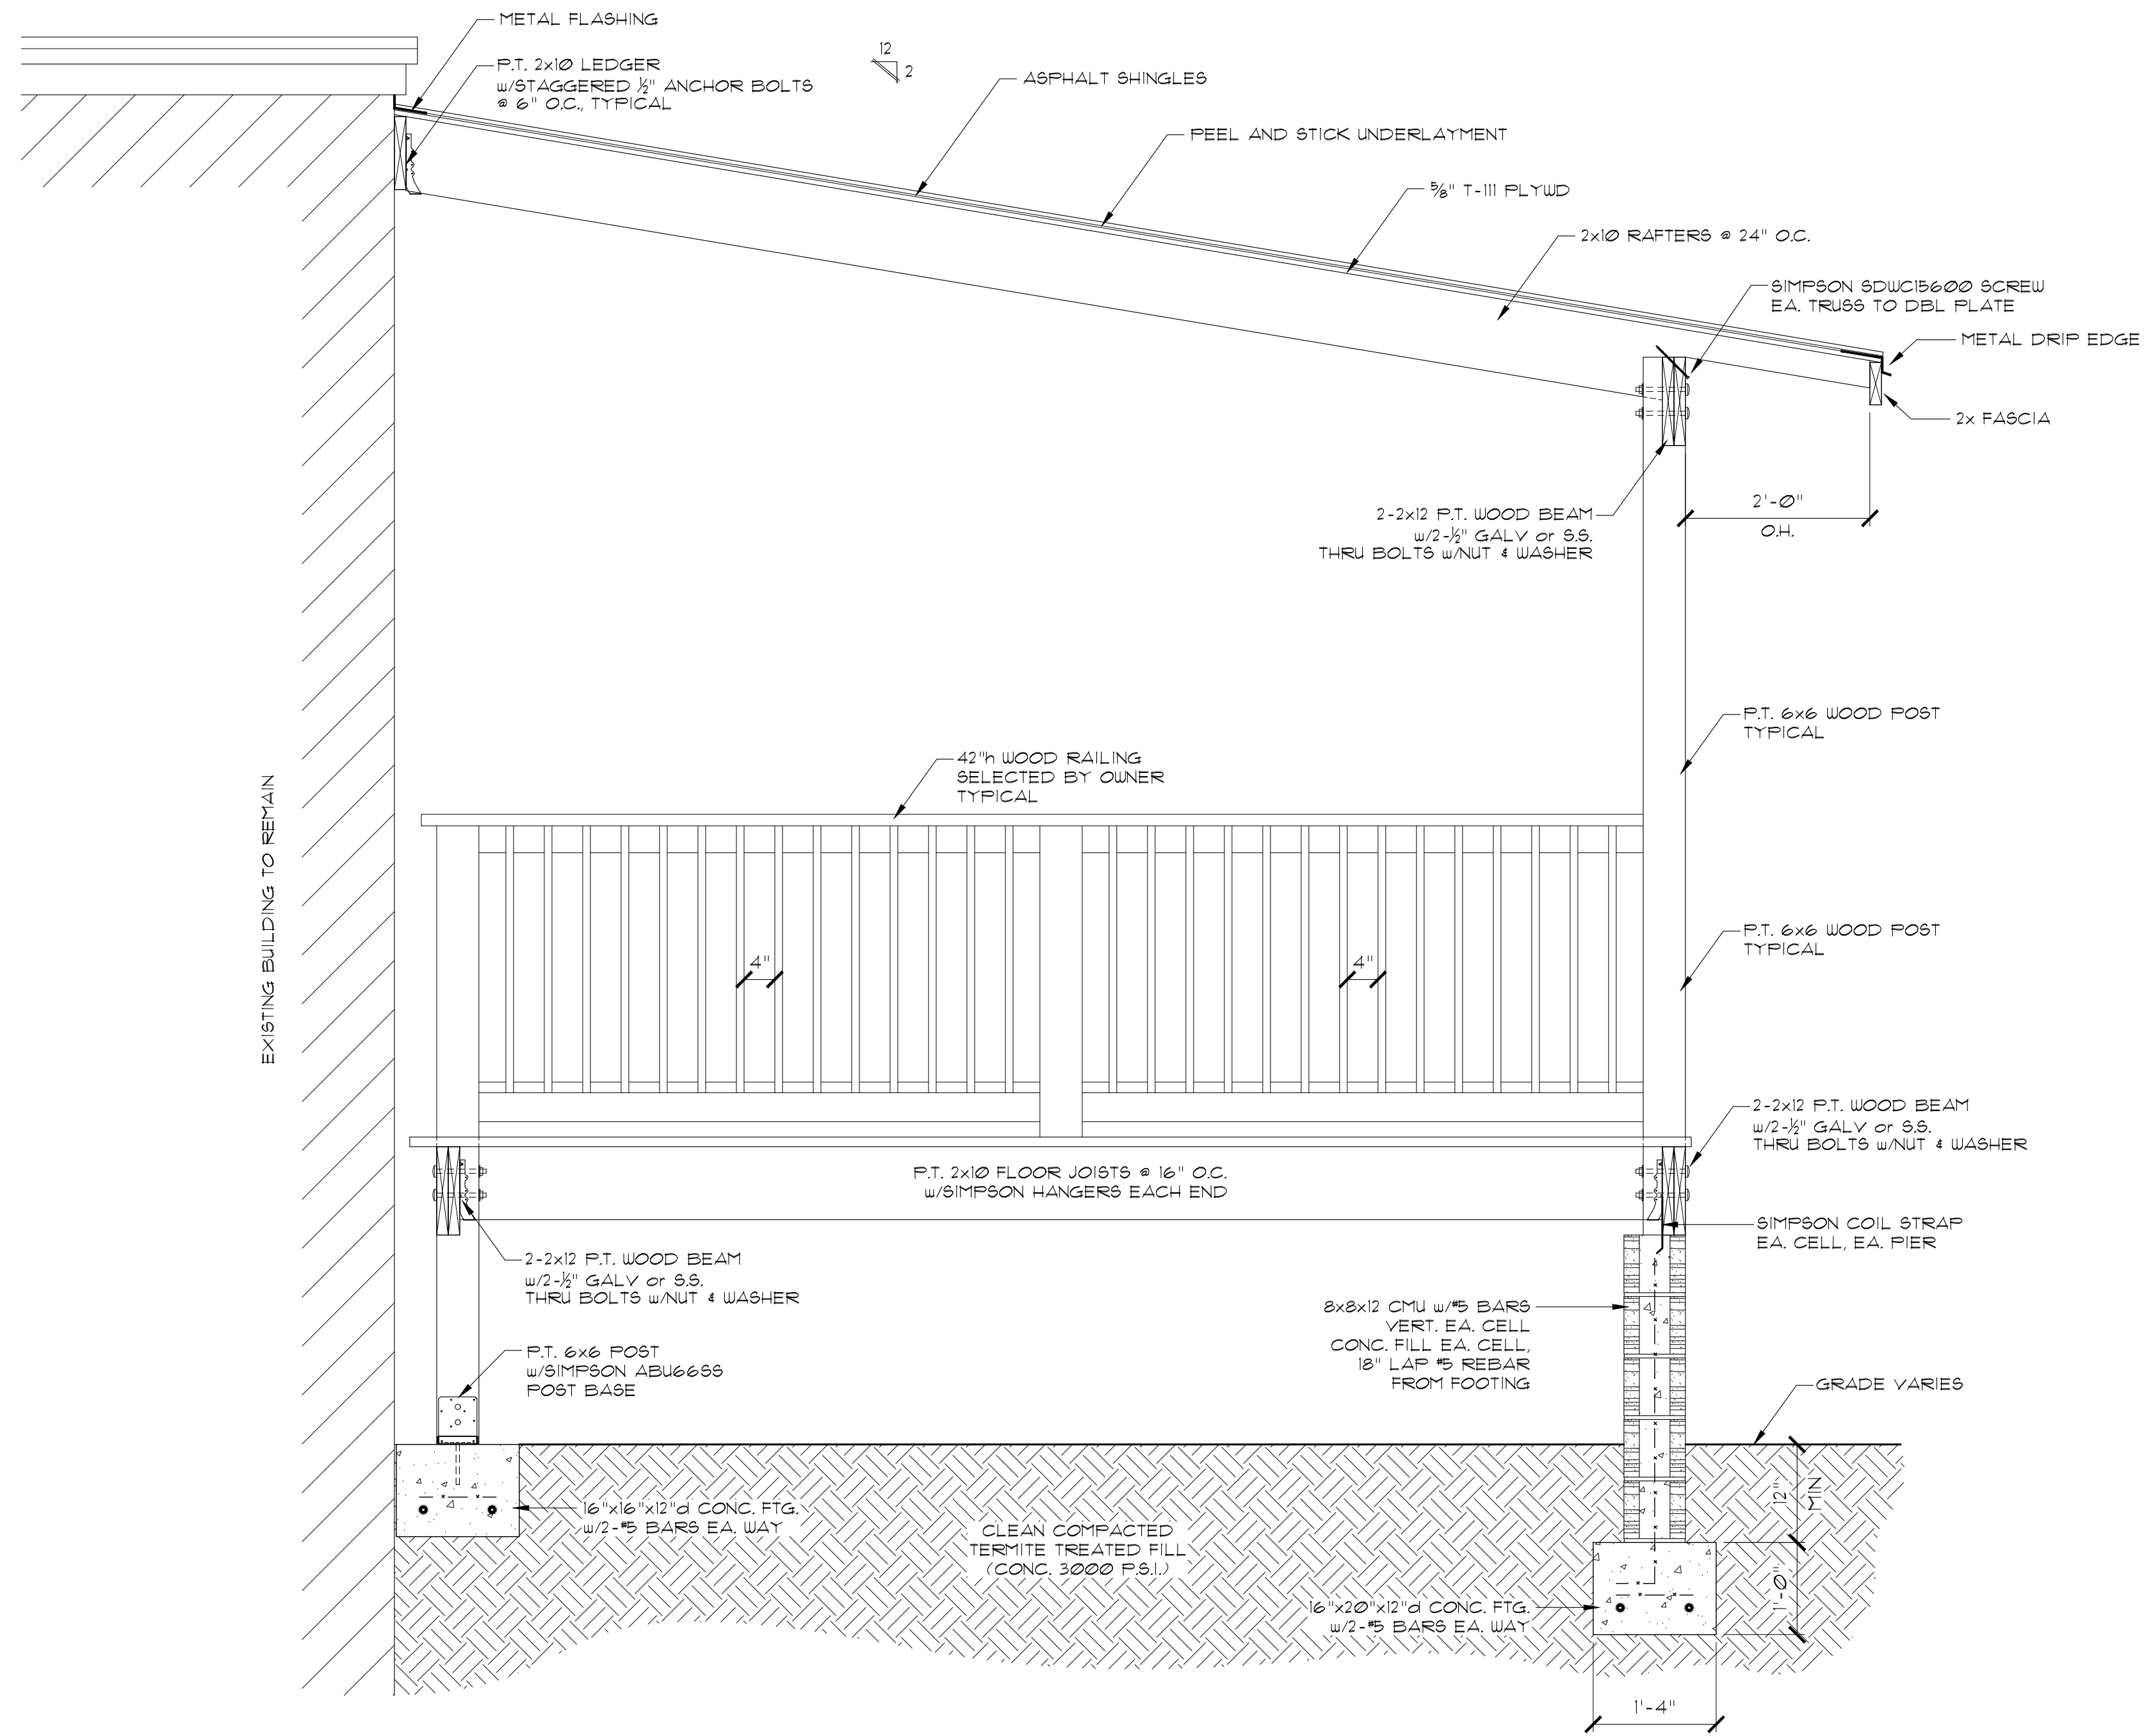 METAL FLASHING
P.T. 2x10 LEDGER
w/STAGGERED ½" ANCHOR BOLTS
@ 6" O.C., TYPICAL
12
2
ASPHALT SHINGLES
PEEL AND STICK UNDERLAYMENT
⅝" T-111 PLYWD
2x10 RAFTERS @ 24" O.C.
SIMPSON SDWC15600 SCREW
EA. TRUSS TO DBL PLATE
METAL DRIP EDGE
2x FASCIA
2-2x12 P.T. WOOD BEAM
w/2-½" GALV or S.S.
THRU BOLTS w/NUT & WASHER
2'-0"
O.H.
P.T. 6x6 WOOD POST
TYPICAL
42"h WOOD RAILING
SELECTED BY OWNER
TYPICAL
EXISTING BUILDING TO REMAIN
P.T. 6x6 WOOD POST
TYPICAL
4"
4"
2-2x12 P.T. WOOD BEAM
w/2-½" GALV or S.S.
THRU BOLTS w/NUT & WASHER
P.T. 2x10 FLOOR JOISTS @ 16" O.C.
w/SIMPSON HANGERS EACH END
SIMPSON COIL STRAP
EA. CELL, EA. PIER
2-2x12 P.T. WOOD BEAM
w/2-½" GALV or S.S.
THRU BOLTS w/NUT & WASHER
8x8x12 CMU w/#5 BARS
VERT. EA. CELL
CONC. FILL EA. CELL,
18" LAP #5 REBAR
FROM FOOTING
P.T. 6x6 POST
w/SIMPSON ABU66SS
POST BASE
GRADE VARIES
16"x16"x12"d CONC. FTG.
w/2-#5 BARS EA. WAY
CLEAN COMPACTED
TERMITE TREATED FILL
(CONC. 3000 P.S.I.)
12"
MIN
1'-0"
16"x20"x12"d CONC. FTG.
w/2-#5 BARS EA. WAY
1'-4"